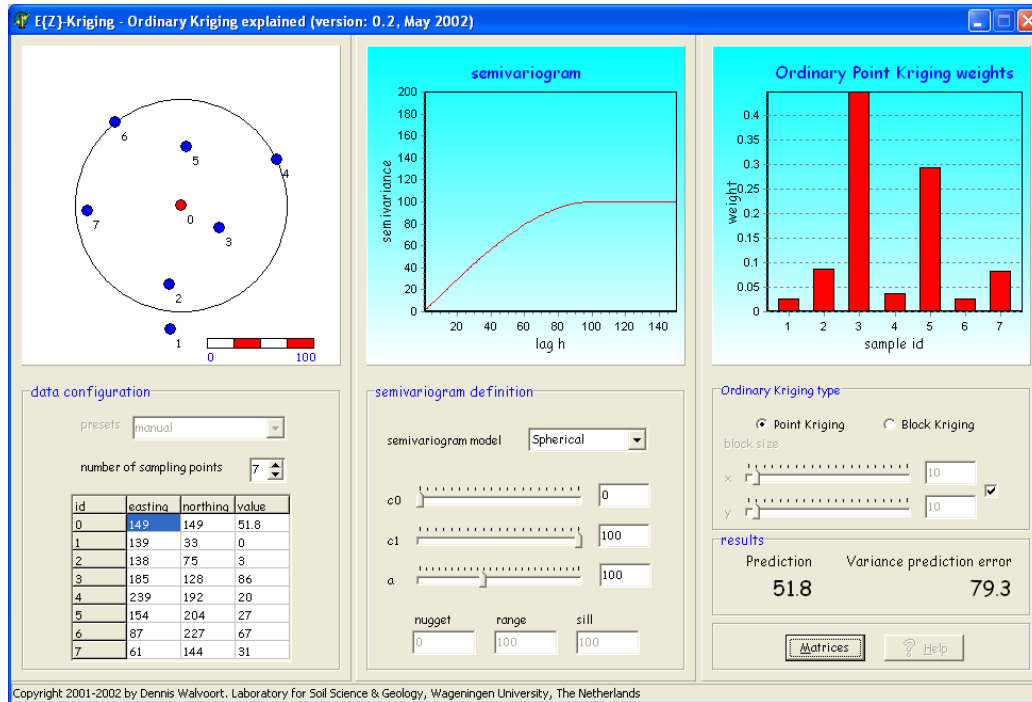 E{Z}-Kriging - Ordinary Kriging explained (version: 0.2, May 2002)
6
5
4
0
7
3
2
1
0 100
semivariogram
semivariance
200
180
160
140
120
100
80
60
40
20
0
20 40 60 80 100 120 140
lag h
Ordinary Point Kriging weights
weight
0.4
0.35
0.3
0.25
0.2
0.15
0.1
0.05
0
1 2 3 4 5 6 7
sample id
data configuration
presets manual
number of sampling points 7
id easting northing value
0 149 149 51.8
1 139 33 0
2 138 75 3
3 185 128 86
4 239 192 20
5 154 204 27
6 87 227 67
7 61 144 31
semivariogram definition
semivariogram model Spherical
c0 0
c1 100
a 100
nugget range sill
0 100 100
Ordinary Kriging type
Point Kriging Block Kriging
block size
x 10
y 10
results
Prediction Variance prediction error
51.8 79.3
Matrices ? Help
Copyright 2001-2002 by Dennis Walvoort. Laboratory for Soil Science & Geology, Wageningen University, The Netherlands